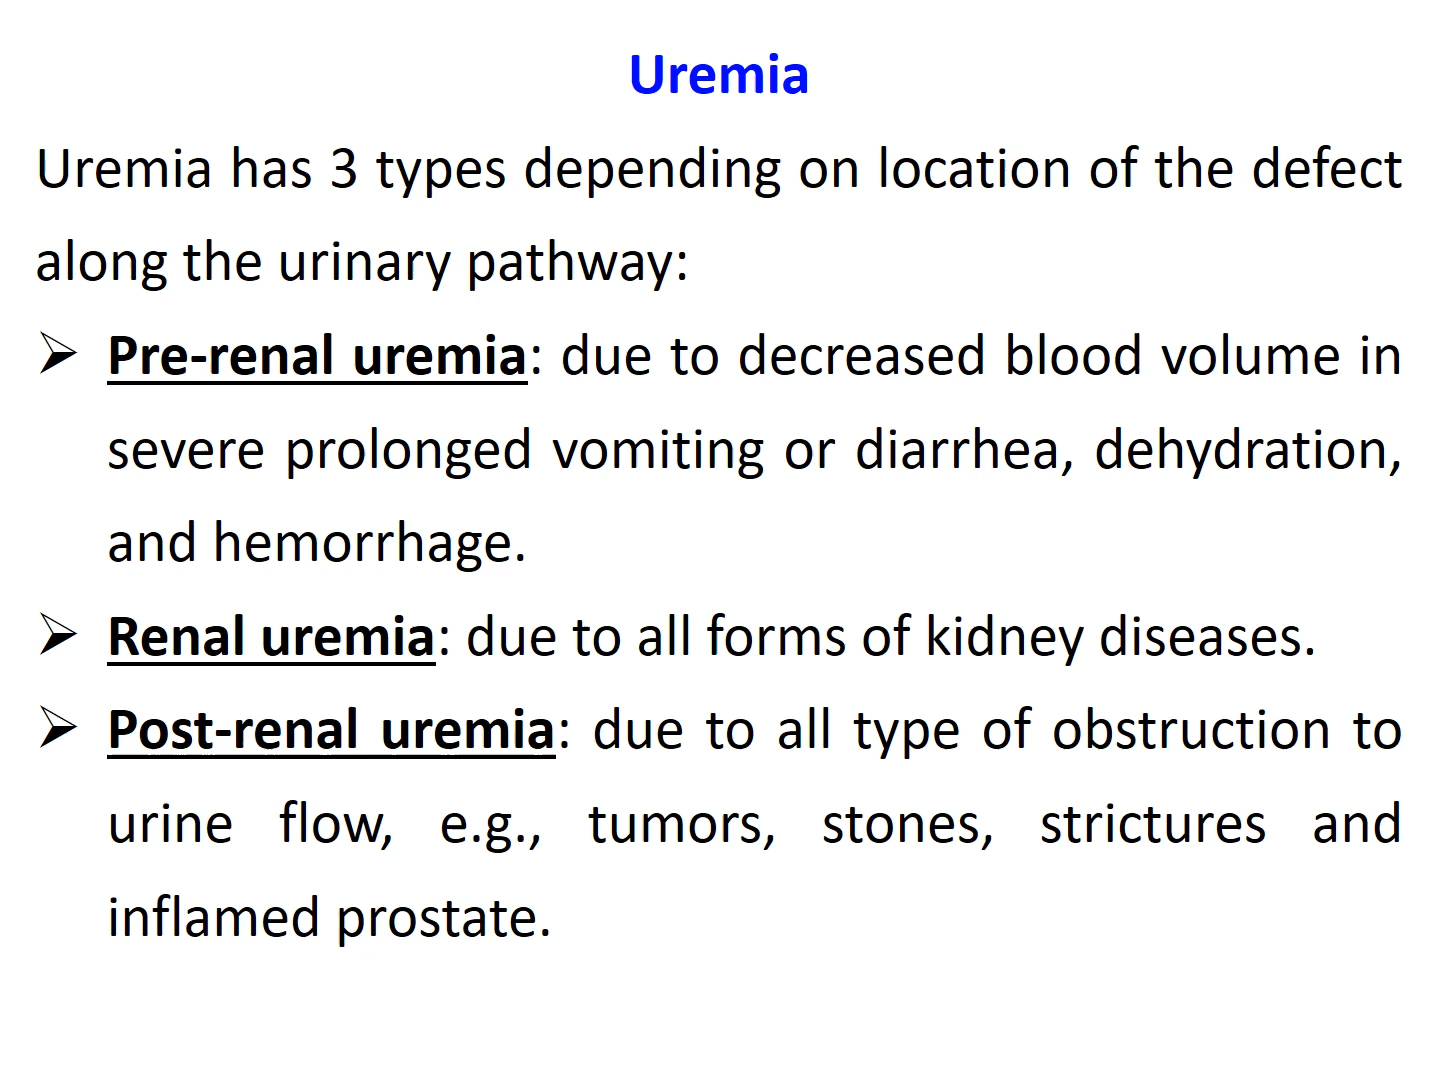 Uremia
Uremia has 3 types depending on location of the defect
along the urinary pathway:
➢ Pre-renal uremia: due to decreased blood volume in
severe prolonged vomiting or diarrhea, dehydration,
and hemorrhage.
➢ Renal uremia: due to all forms of kidney diseases.
➢ Post-renal uremia: due to all type of obstruction to
urine flow, e.g., tumors, stones, strictures and
inflamed prostate.